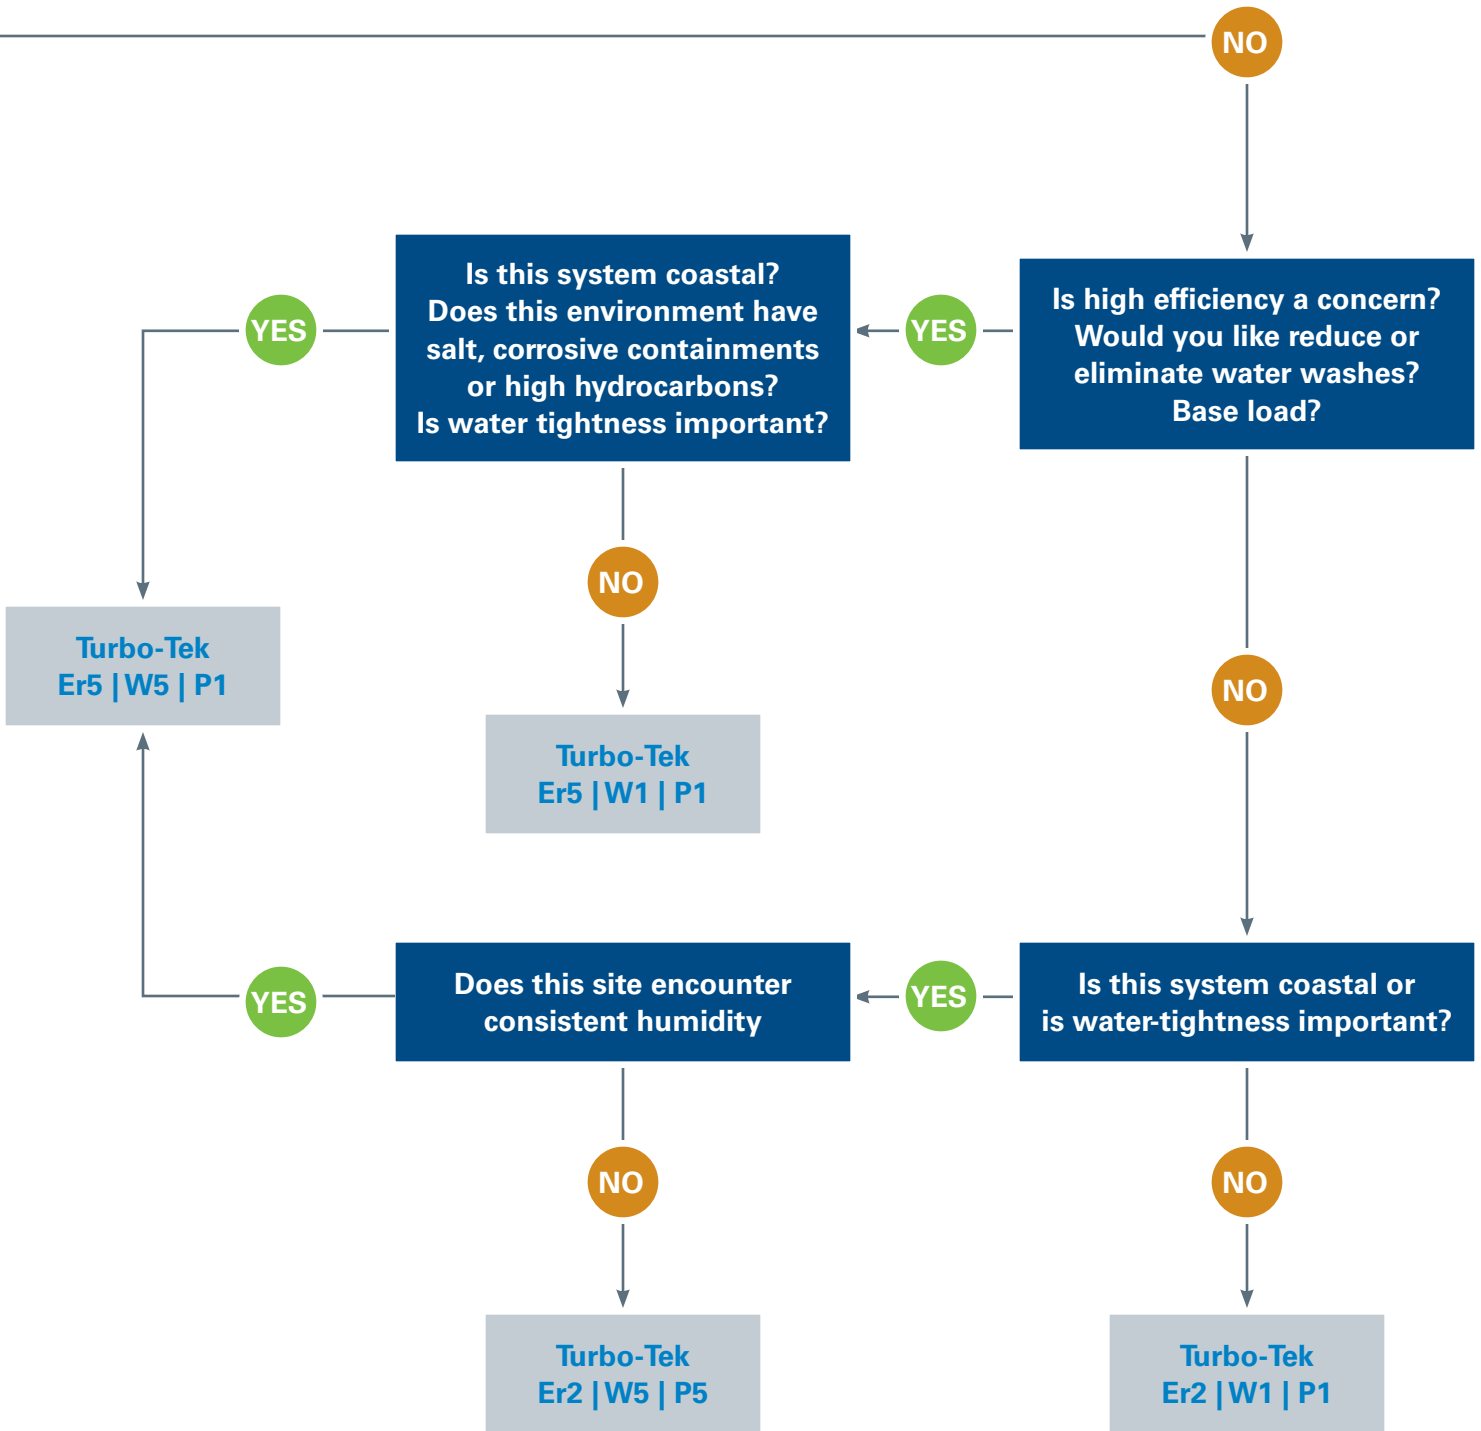 NO
Is high efficiency a concern?
Would you like reduce or
eliminate water washes?
Base load?
YES
Is this system coastal?
Does this environment have
salt, corrosive containments
or high hydrocarbons?
Is water tightness important?
YES
NO
Turbo-Tek
Er5 | W5 | P1
Turbo-Tek
Er5 | W1 | P1
NO
Is this system coastal or
is water-tightness important?
YES
Does this site encounter
consistent humidity
YES
NO
NO
Turbo-Tek
Er2 | W5 | P5
Turbo-Tek
Er2 | W1 | P1